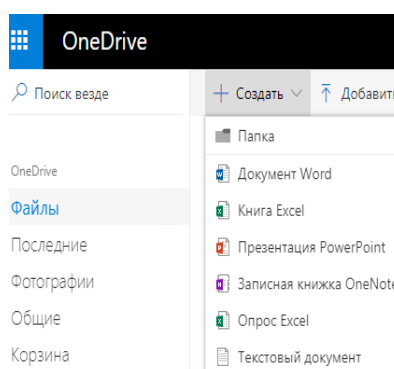 OneDrive
Поиск везде
Создать
Добавить
Папка
OneDrive
Документ Word
Файлы
Книга Excel
Последние
Презентация PowerPoint
Фотографии
Записная книжка OneNote
Общие
Опрос Excel
Корзина
Текстовый документ